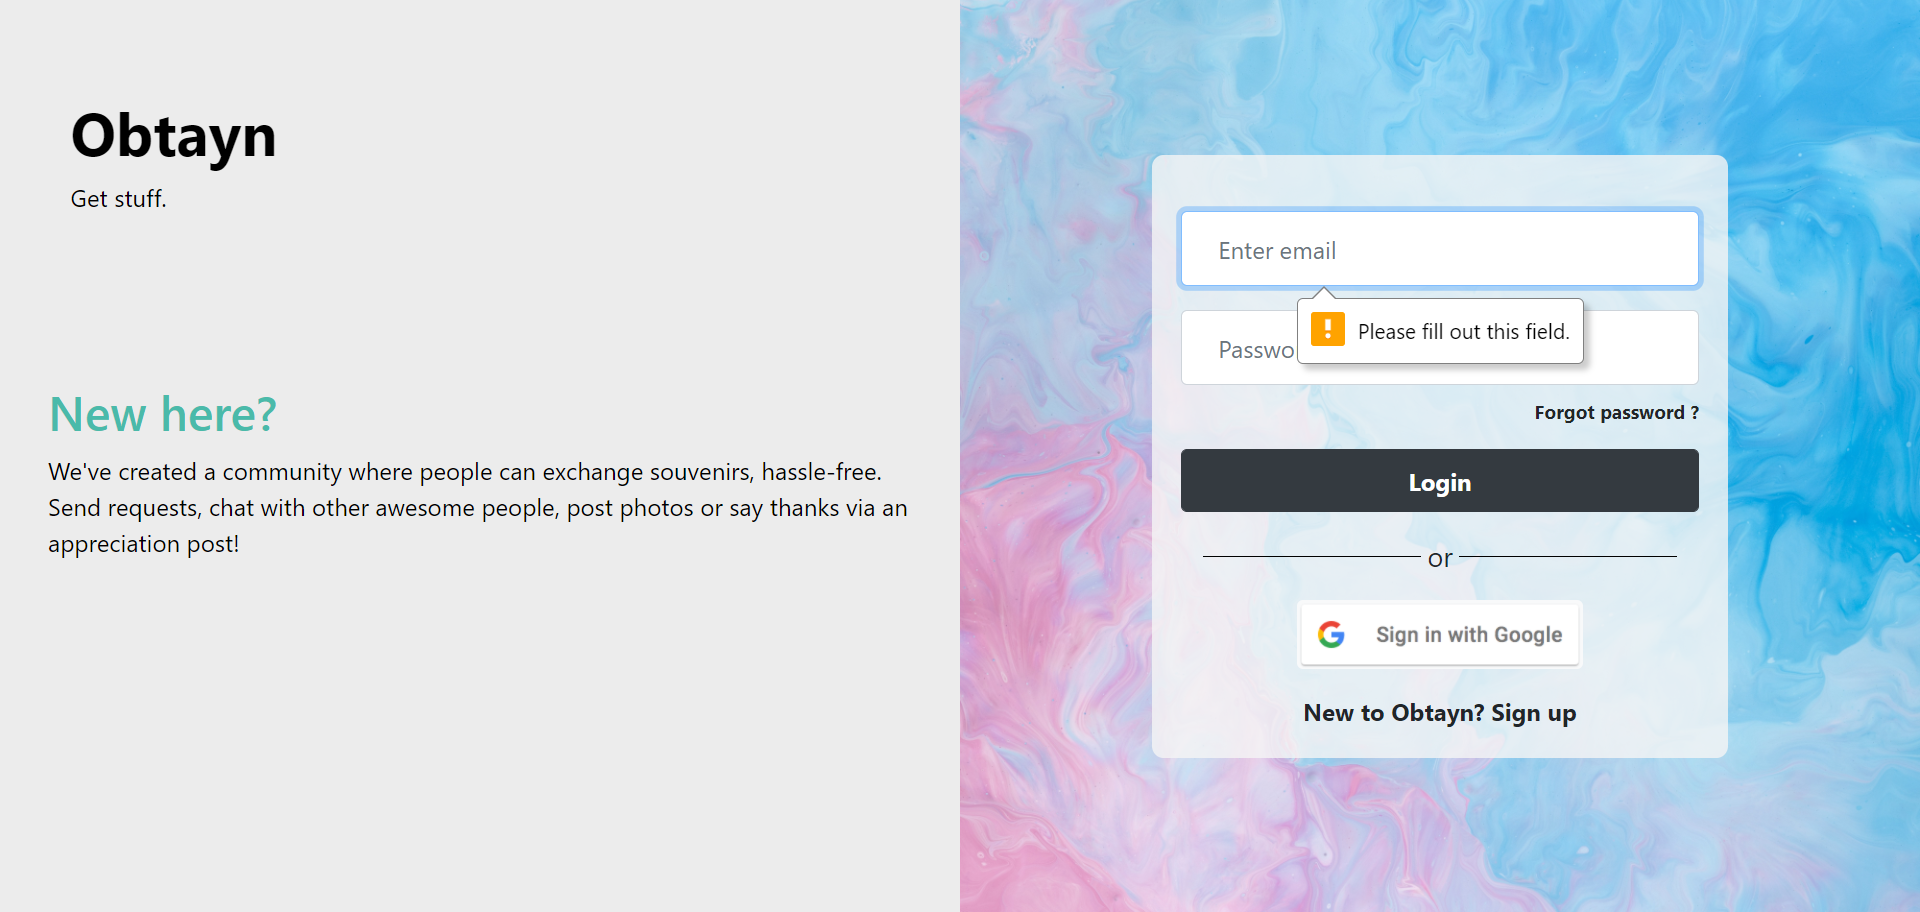 Obtayn
Get stuff.
New here?
We've created a community where people can exchange souvenirs, hassle-free.
Send requests, chat with other awesome people, post photos or say thanks via an
appreciation post!
Enter email
Please fill out this field.
Passwo
Forgot password ?
Login
or
Sign in with Google
New to Obtayn? Sign up